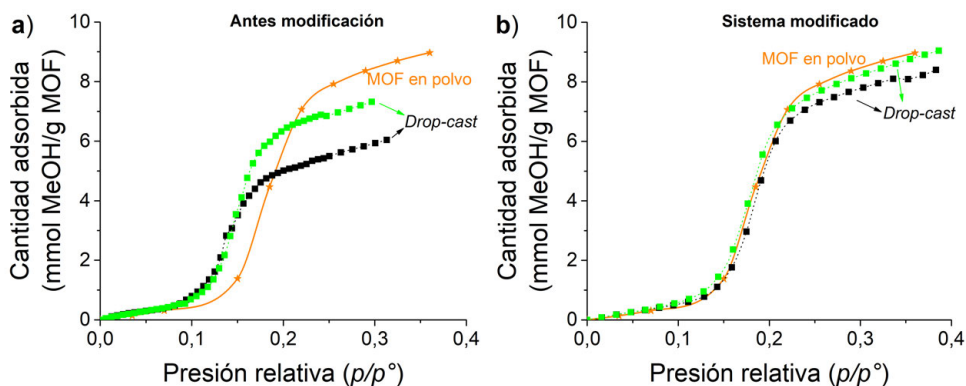 a)
Antes modificación
Cantidad adsorbida
(mmol MeOH/g MOF)
10
8
6
4
2
0
MOF en polvo
Drop-cast
0,0 0,1 0,2 0,3 0,4
Presión relativa (p/p°)
b)
Sistema modificado
Cantidad adsorbida
(mmol MeOH/g MOF)
10
8
6
4
2
0
MOF en polvo
Drop-cast
0,0 0,1 0,2 0,3 0,4
Presión relativa (p/p°)